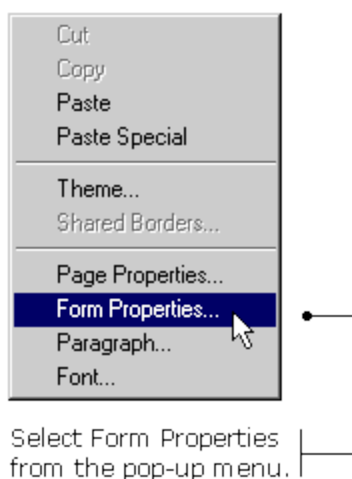 Cut
Copy
Paste
Paste Special
Theme...
Shared Borders...
Page Properties...
Form Properties...
Paragraph...
Font...
Select Form Properties
from the pop-up menu.